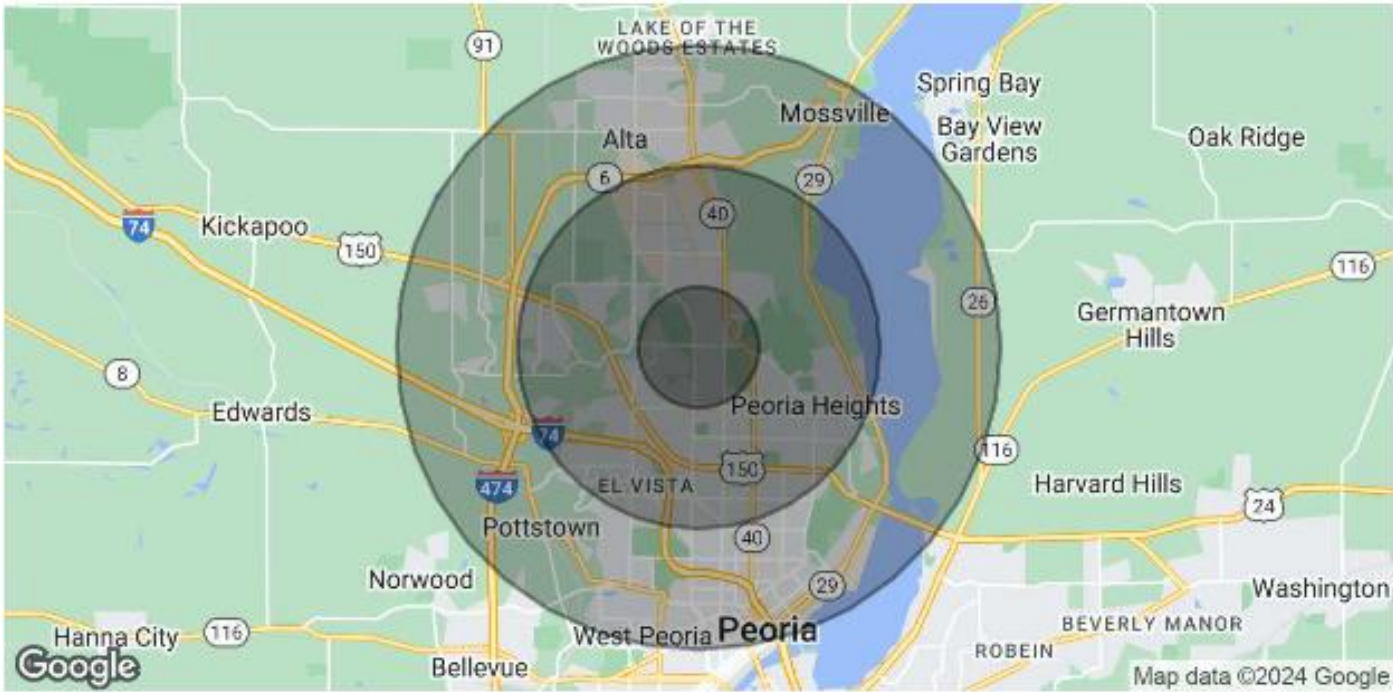 LAKE OF THE
WOODS ESTATES
91
Spring Bay
Mossville
Bay View
Gardens
Oak Ridge
Alta
6
29
40
74
Kickapoo
150
116
26
Germantown
Hills
8
Edwards
Peoria Heights
74
116
150
474
EL VISTA
Harvard Hills
24
Pottstown
40
Norwood
29
Washington
116
Hanna City
West Peoria
Peoria
BEVERLY MANOR
ROBEIN
Bellevue
Google
Map data ©2024 Google